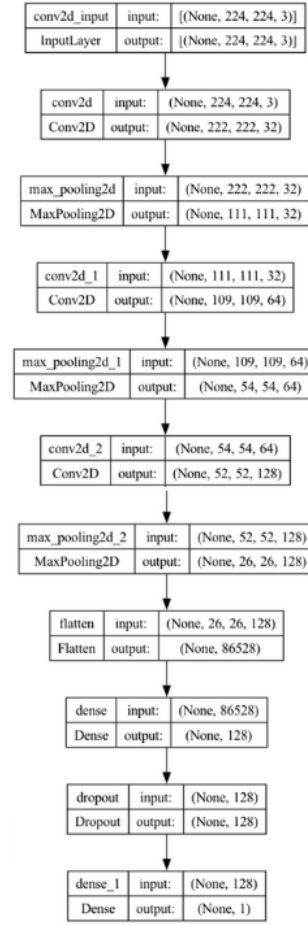 conv2d_input input: [(None, 224, 224, 3)]
InputLayer output: [(None, 224, 224, 3)]
conv2d input: (None, 224, 224, 3)
Conv2D output: (None, 222, 222, 32)
max_pooling2d input: (None, 222, 222, 32)
MaxPooling2D output: (None, 111, 111, 32)
conv2d_1 input: (None, 111, 111, 32)
Conv2D output: (None, 109, 109, 64)
max_pooling2d_1 input: (None, 109, 109, 64)
MaxPooling2D output: (None, 54, 54, 64)
conv2d_2 input: (None, 54, 54, 64)
Conv2D output: (None, 52, 52, 128)
max_pooling2d_2 input: (None, 52, 52, 128)
MaxPooling2D output: (None, 26, 26, 128)
flatten input: (None, 26, 26, 128)
Flatten output: (None, 86528)
dense input: (None, 86528)
Dense output: (None, 128)
dropout input: (None, 128)
Dropout output: (None, 128)
dense_1 input: (None, 128)
Dense output: (None, 1)